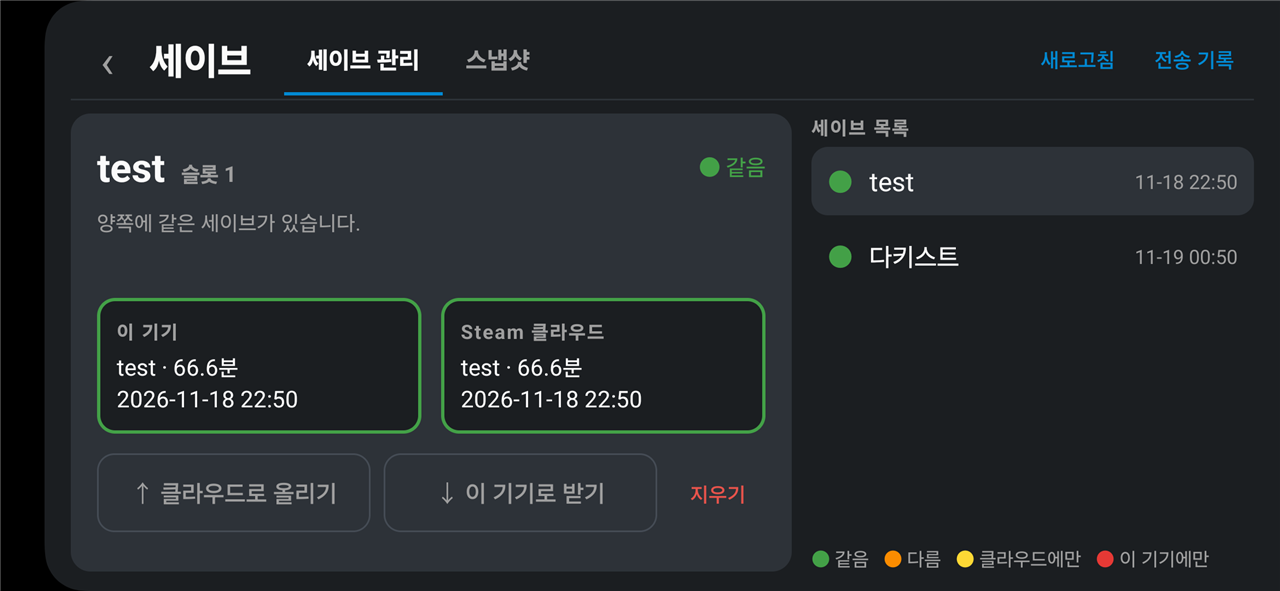 ‹ 세이브 세이브 관리 스냅샷 새로고침 전송 기록
test 슬롯 1 같음
양쪽에 같은 세이브가 있습니다.
이 기기
test · 66.6분
2026-11-18 22:50
Steam 클라우드
test · 66.6분
2026-11-18 22:50
↑ 클라우드로 올리기 ↓ 이 기기로 받기 지우기
세이브 목록
test 11-18 22:50
다키스트 11-19 00:50
같음 다름 클라우드에만 이 기기에만